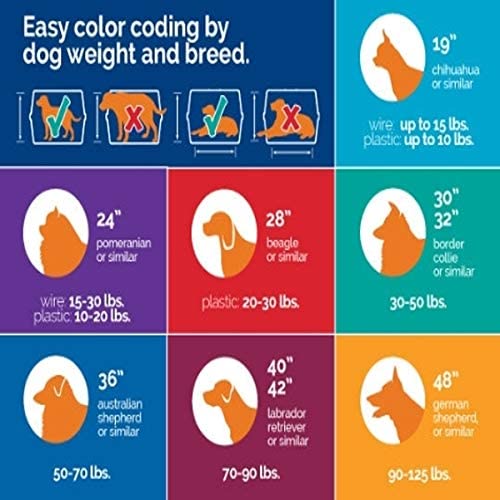 Easy color coding by
dog weight and breed.
19”
chihuahua
or similar
wire: up to 15 lbs.
plastic: up to 10 lbs.
24”
pomeranian
or similar
wire: 15-30 lbs.
plastic: 10-20 lbs.
28”
beagle
or similar
plastic: 20-30 lbs.
30”
32”
border
collie
or similar
30-50 lbs.
36”
australian
shepherd
or similar
50-70 lbs.
40”
42”
labrador
retriever
or similar
70-90 lbs.
48”
german
shepherd,
or similar
90-125 lbs.